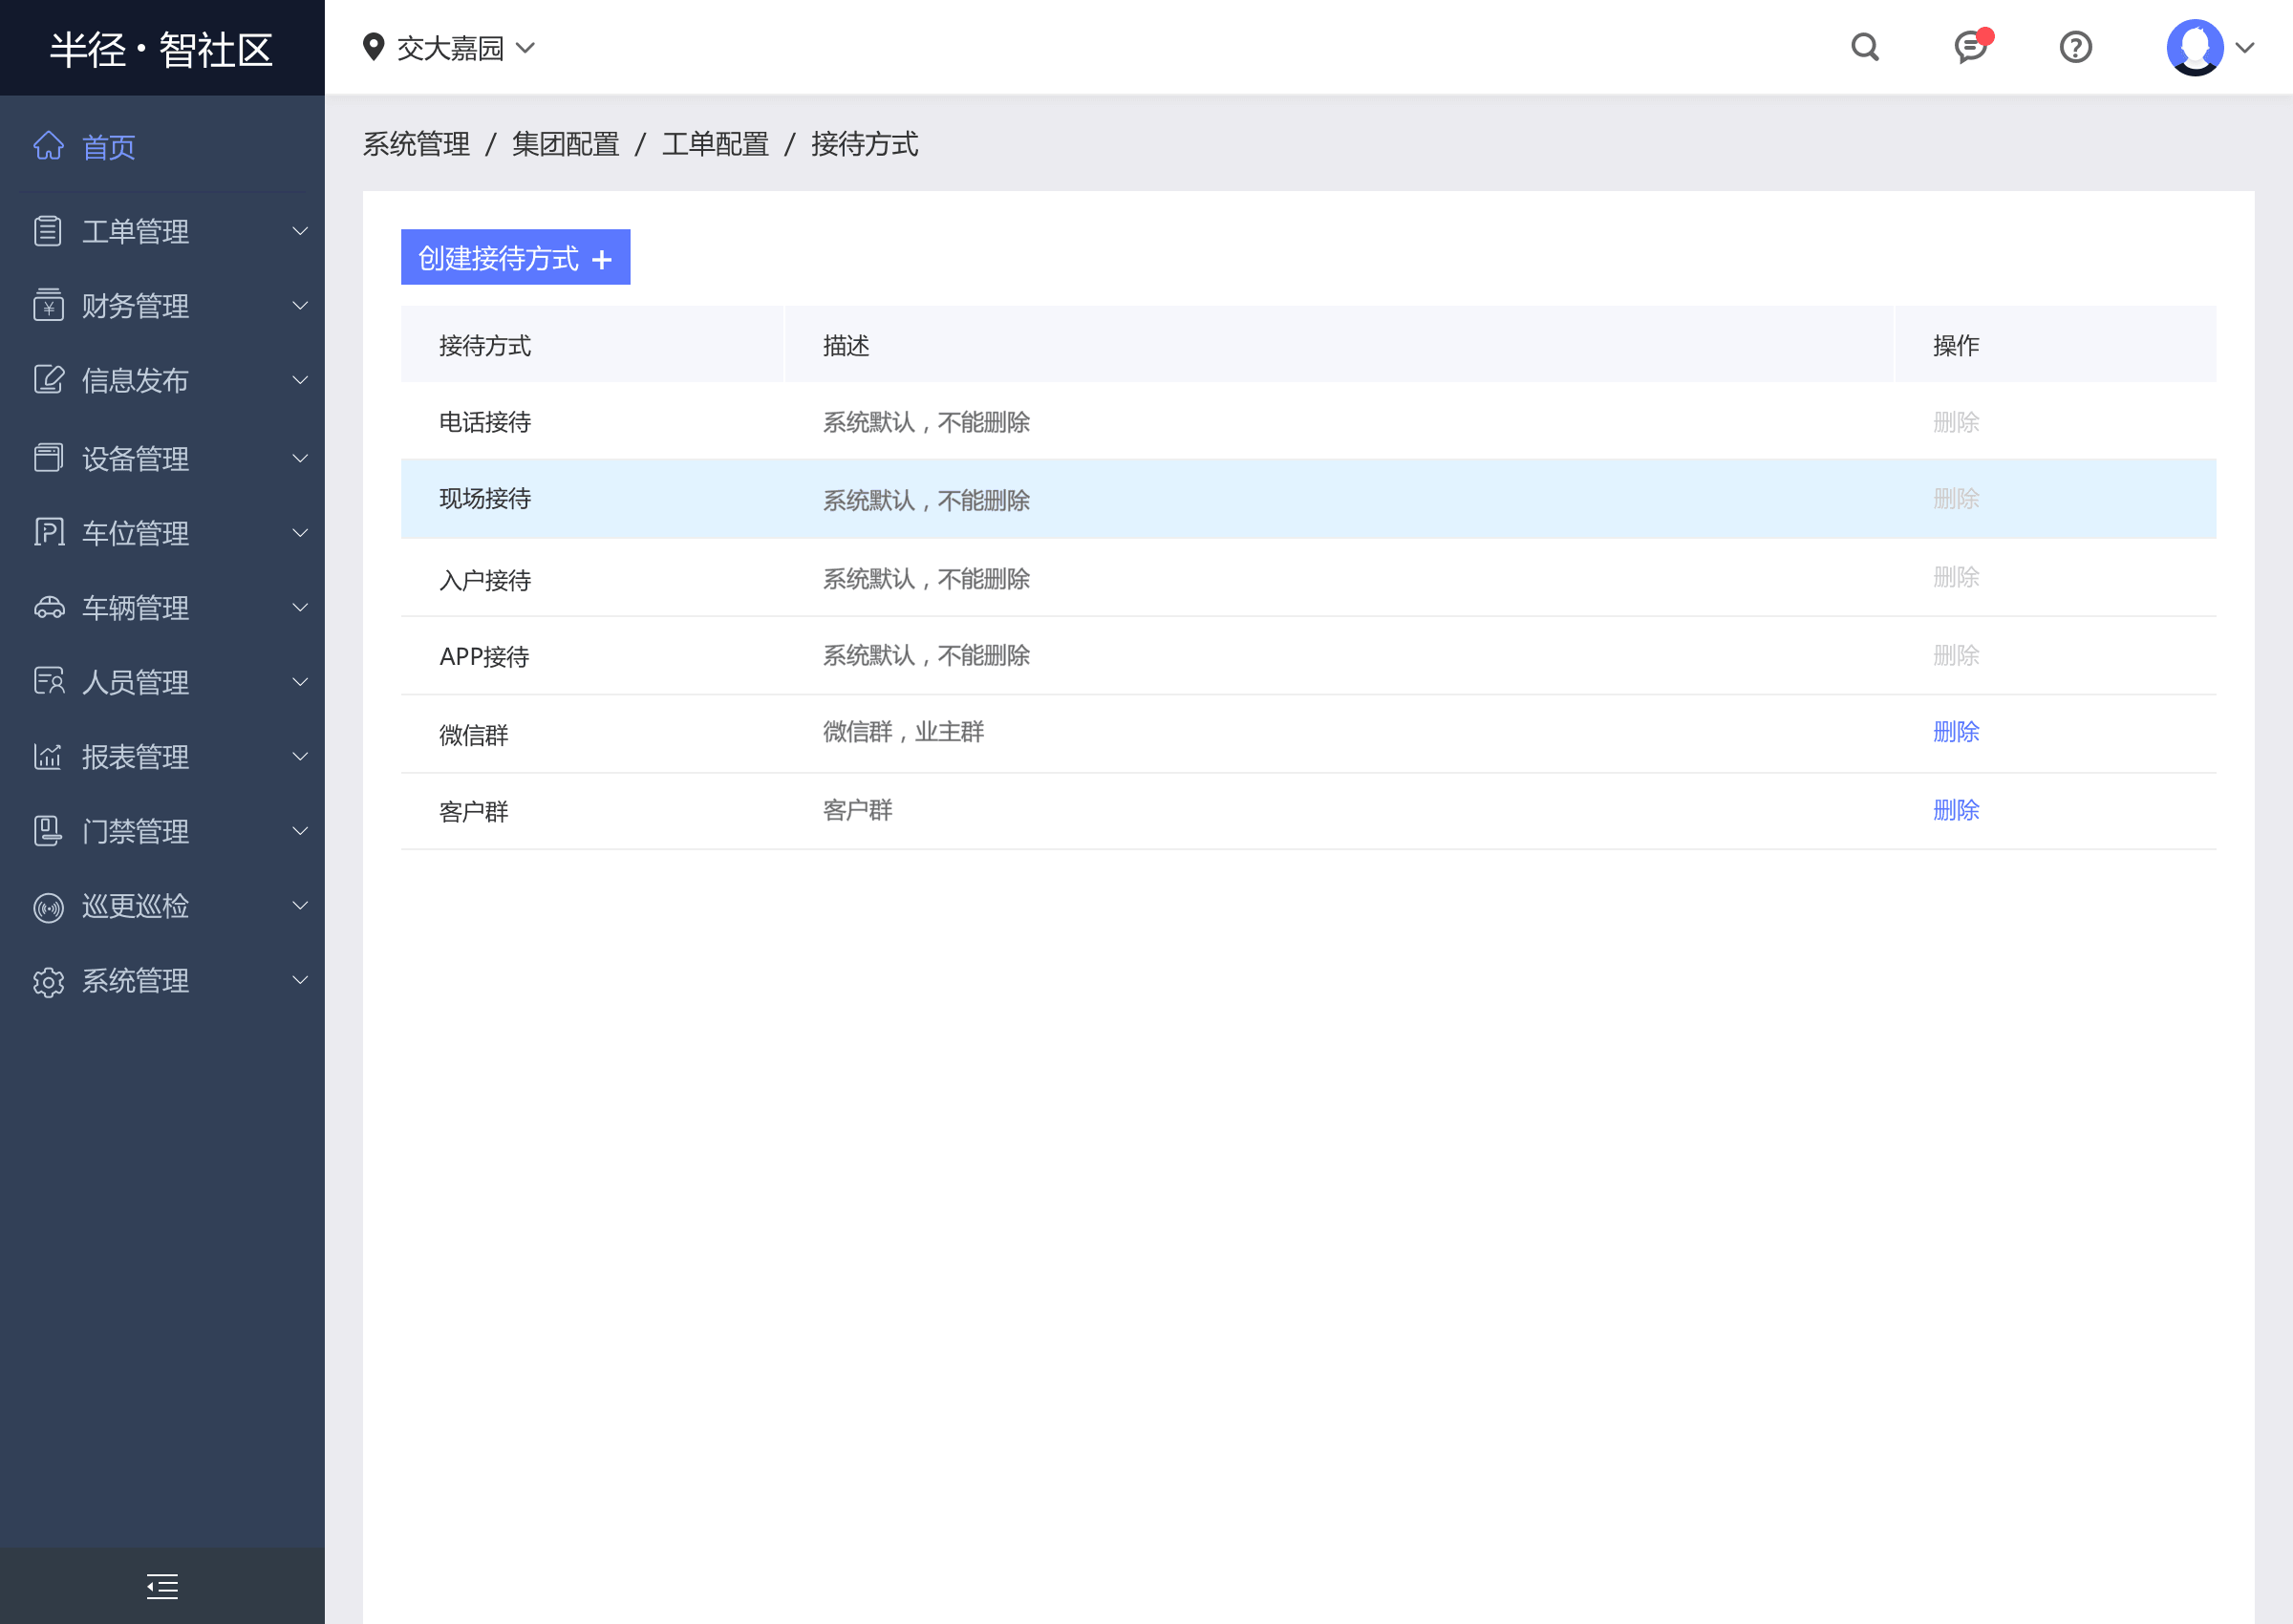 半径·智社区
交大嘉园
首页
工单管理
财务管理
信息发布
设备管理
车位管理
车辆管理
人员管理
报表管理
门禁管理
巡更巡检
系统管理
系统管理 / 集团配置 / 工单配置 / 接待方式
创建接待方式 +
接待方式 描述 操作
电话接待 系统默认，不能删除 删除
现场接待 系统默认，不能删除 删除
入户接待 系统默认，不能删除 删除
APP接待 系统默认，不能删除 删除
微信群 微信群，业主群 删除
客户群 客户群 删除